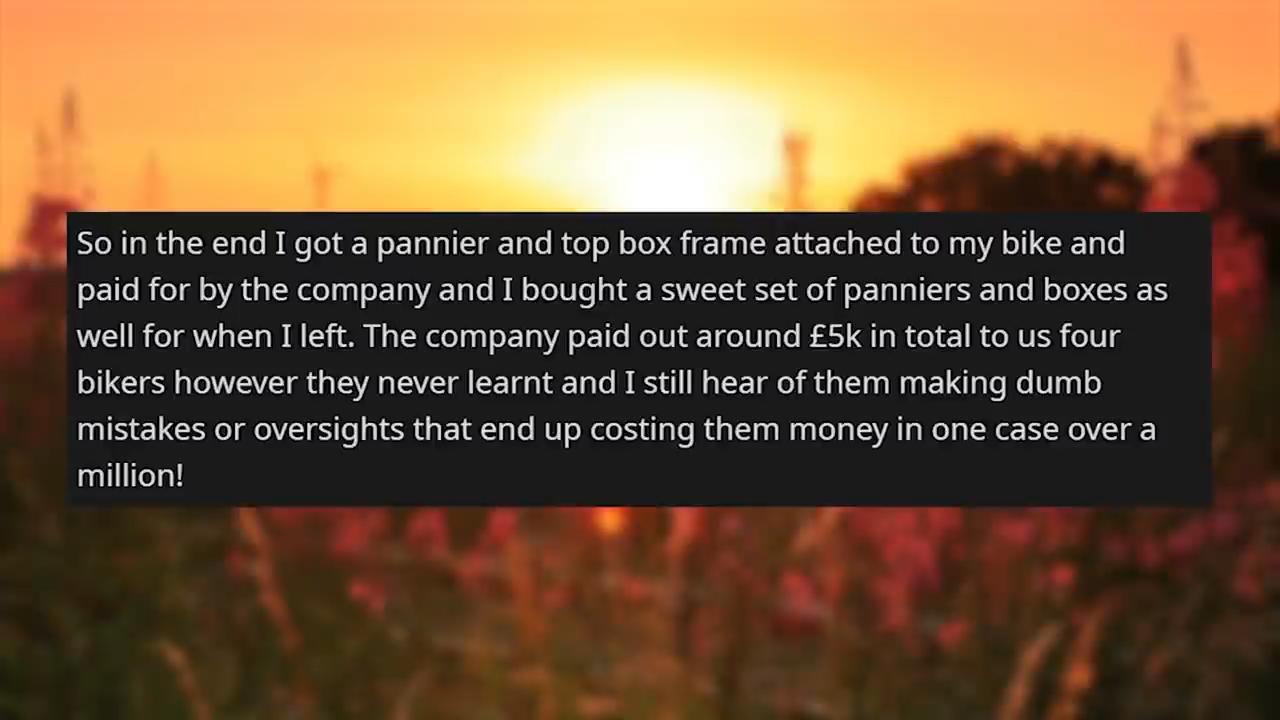 So in the end I got a pannier and top box frame attached to my bike and
paid for by the company and I bought a sweet set of panniers and boxes as
well for when I left. The company paid out around £5k in total to us four
bikers however they never learnt and I still hear of them making dumb
mistakes or oversights that end up costing them money in one case over a
million!